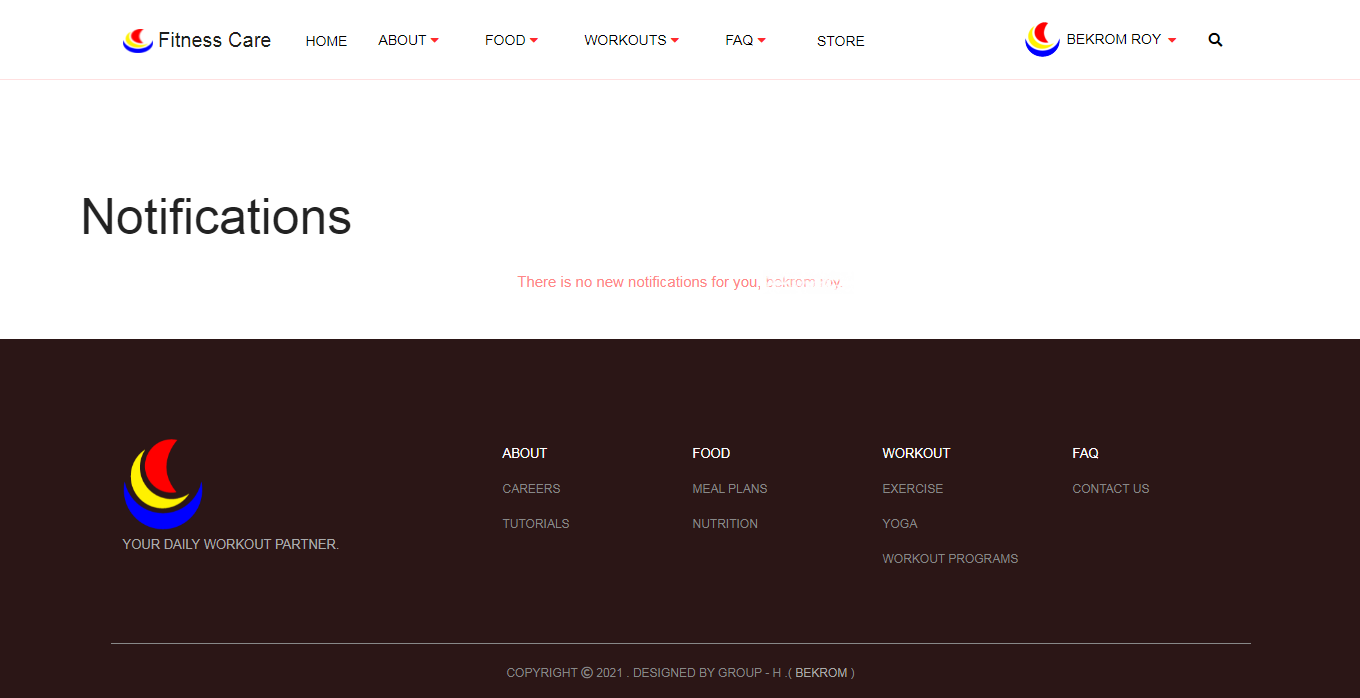 Fitness Care HOME ABOUT FOOD WORKOUTS FAQ STORE BEKROM ROY
Notifications
There is no new notifications for you, bekrom roy.
ABOUT FOOD WORKOUT FAQ
CAREERS MEAL PLANS EXERCISE CONTACT US
TUTORIALS NUTRITION YOGA
YOUR DAILY WORKOUT PARTNER.
WORKOUT PROGRAMS
COPYRIGHT © 2021 . DESIGNED BY GROUP - H .( BEKROM )